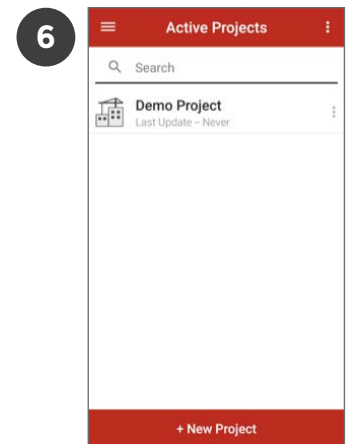 6
Active Projects
Search
Demo Project
Last Update – Never
+ New Project